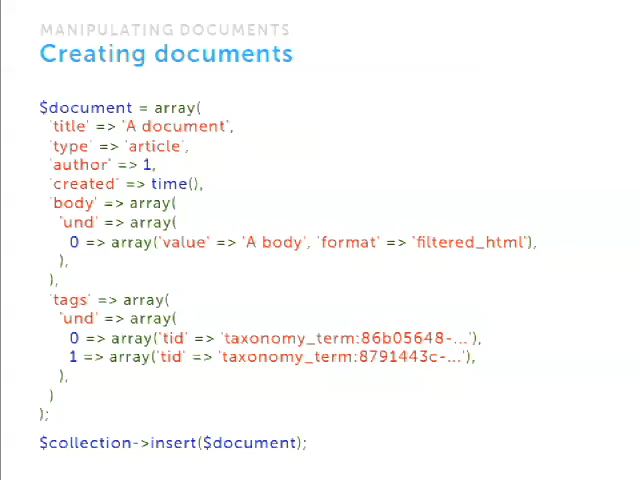 MANIPULATING DOCUMENTS
Creating documents
$document = array(
'title' => 'A document',
'type' => 'article',
'author' => 1,
'created' => time(),
'body' => array(
'und' => array(
0 => array('value' => 'A body', 'format' => 'filtered_html'),
),
),
'tags' => array(
'und' => array(
0 => array('tid' => 'taxonomy_term:86b05648-...'),
1 => array('tid' => 'taxonomy_term:8791443c-...'),
),
)
);
$collection->insert($document);